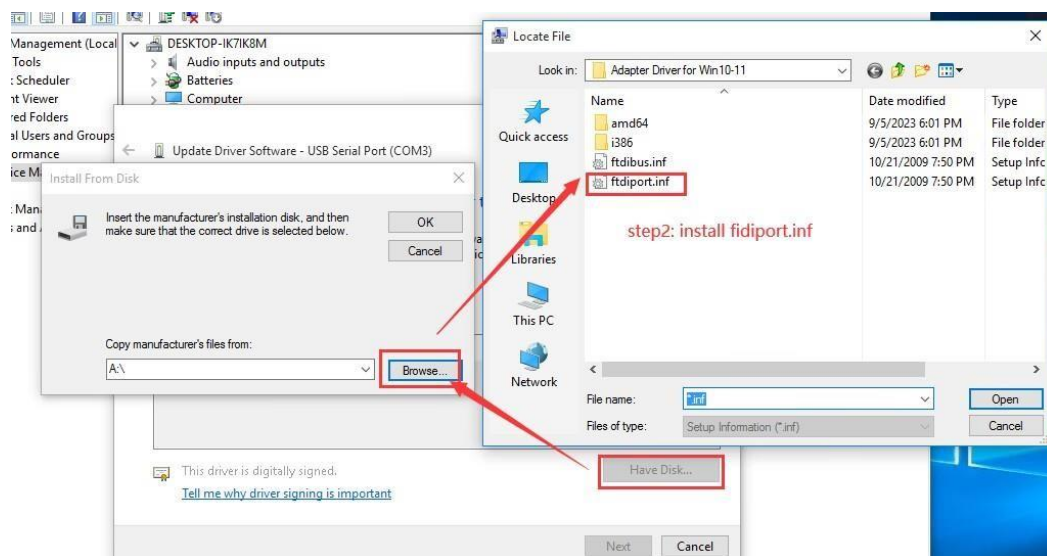 Management (Local
Tools
Scheduler
nt Viewer
red Folders
al Users and Groups
ormance
ice Ma
Mana
s and
DESKTOP-IK7IK8M
Audio inputs and outputs
Batteries
Computer
Update Driver Software - USB Serial Port (COM3)
Install From Disk
Insert the manufacturer's installation disk, and then
make sure that the correct drive is selected below.
OK
Cancel
Copy manufacturer's files from:
A:\
Browse...
This driver is digitally signed.
Tell me why driver signing is important
Have Disk...
Next
Cancel
Locate File
Look in:
Adapter Driver for Win10-11
Name
Date modified
Type
amd64
9/5/2023 6:01 PM
File folder
i386
9/5/2023 6:01 PM
File folder
ftdibus.inf
10/21/2009 7:50 PM
Setup Infc
ftdiport.inf
10/21/2009 7:50 PM
Setup Infc
Quick access
Desktop
Libraries
This PC
Network
step2: install fidiport.inf
File name:
*.inf
Open
Files of type:
Setup Information (*.inf)
Cancel